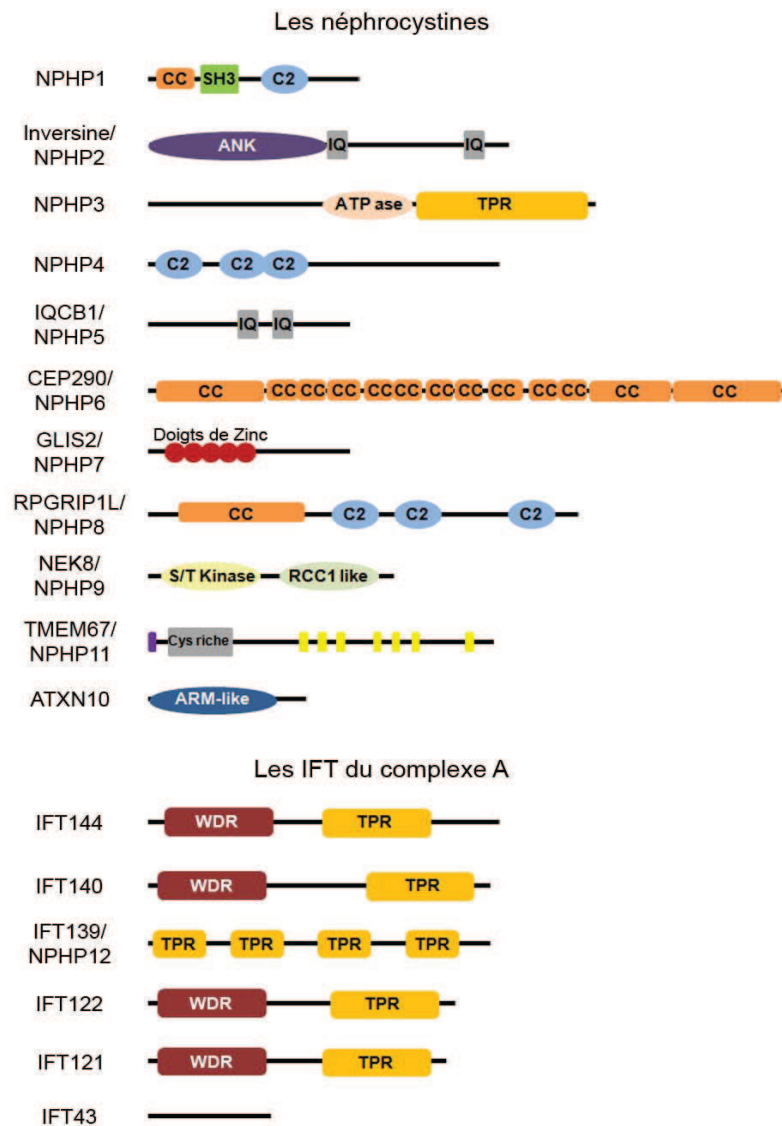 Les néphrocystines
NPHP1 CC SH3 C2
Inversine/
NPHP2 ANK IQ IQ
NPHP3 ATP ase TPR
NPHP4 C2 C2 C2
IQCB1/
NPHP5 IQ IQ
CEP290/
NPHP6 CC CC CC CC CC CC CC CC CC CC CC CC CC
GLIS2/ Doigts de Zinc
NPHP7
RPGRIP1L/
NPHP8 CC C2 C2 C2
NEK8/
NPHP9 S/T Kinase RCC1 like
TMEM67/
NPHP11 Cys riche
ATXN10 ARM-like
Les IFT du complexe A
IFT144 WDR TPR
IFT140 WDR TPR
IFT139/
NPHP12 TPR TPR TPR TPR
IFT122 WDR TPR
IFT121 WDR TPR
IFT43